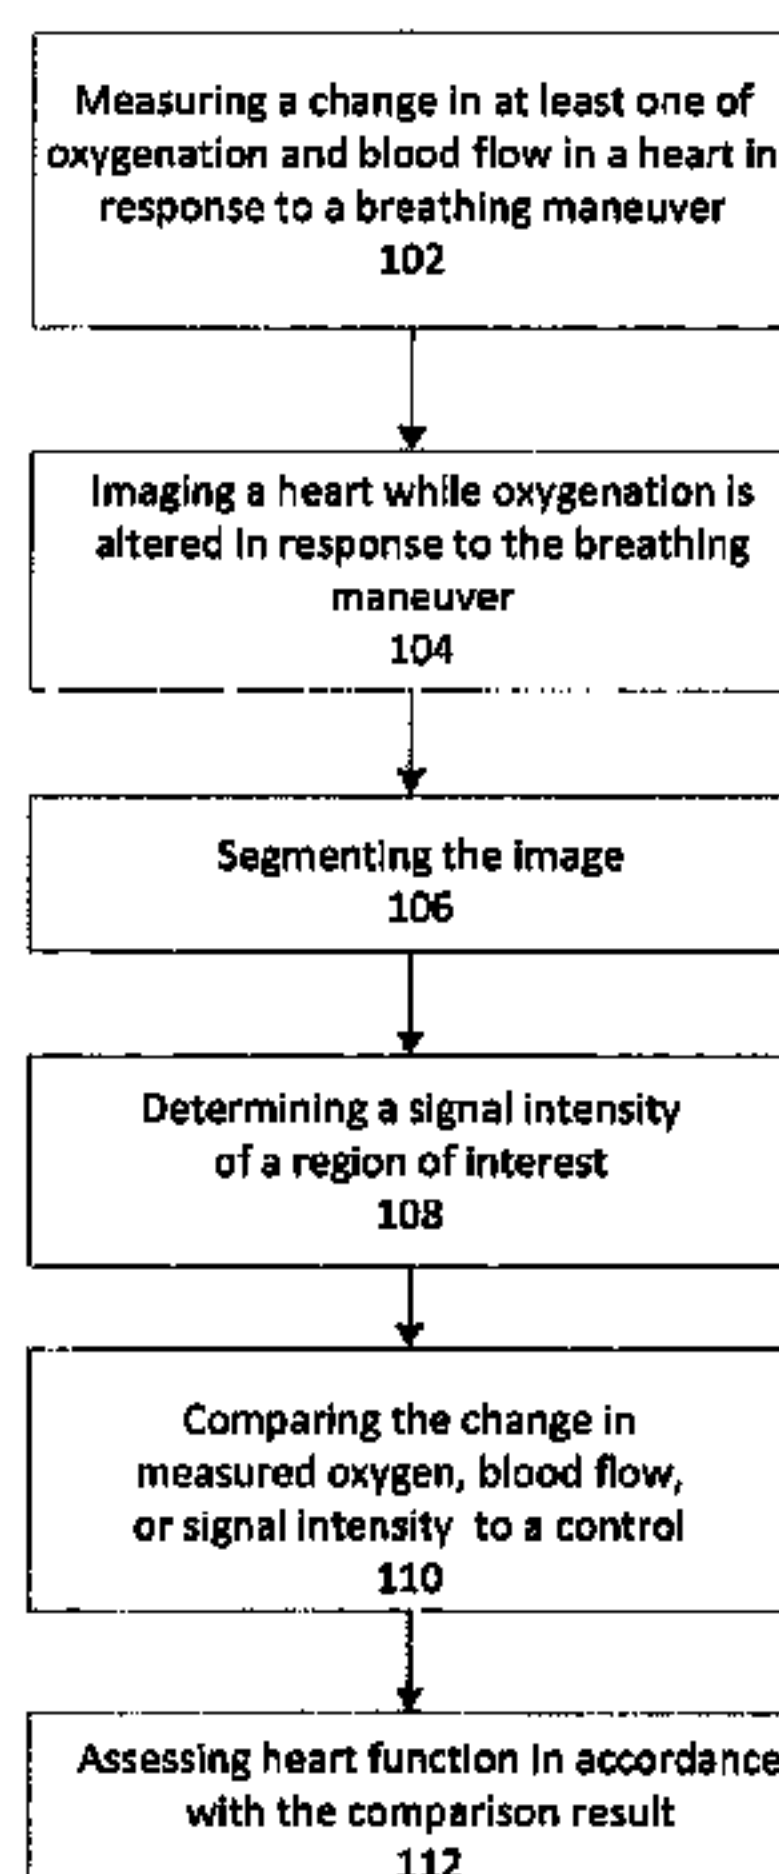 Measuring a change in at least one of
oxygenation and blood flow in a heart in
response to a breathing maneuver
102
Imaging a heart while oxygenation is
altered in response to the breathing
maneuver
104
Segmenting the image
106
Determining a signal intensity
of a region of interest
108
Comparing the change in
measured oxygen, blood flow,
or signal intensity to a control
110
Assessing heart function in accordance
with the comparison result
112